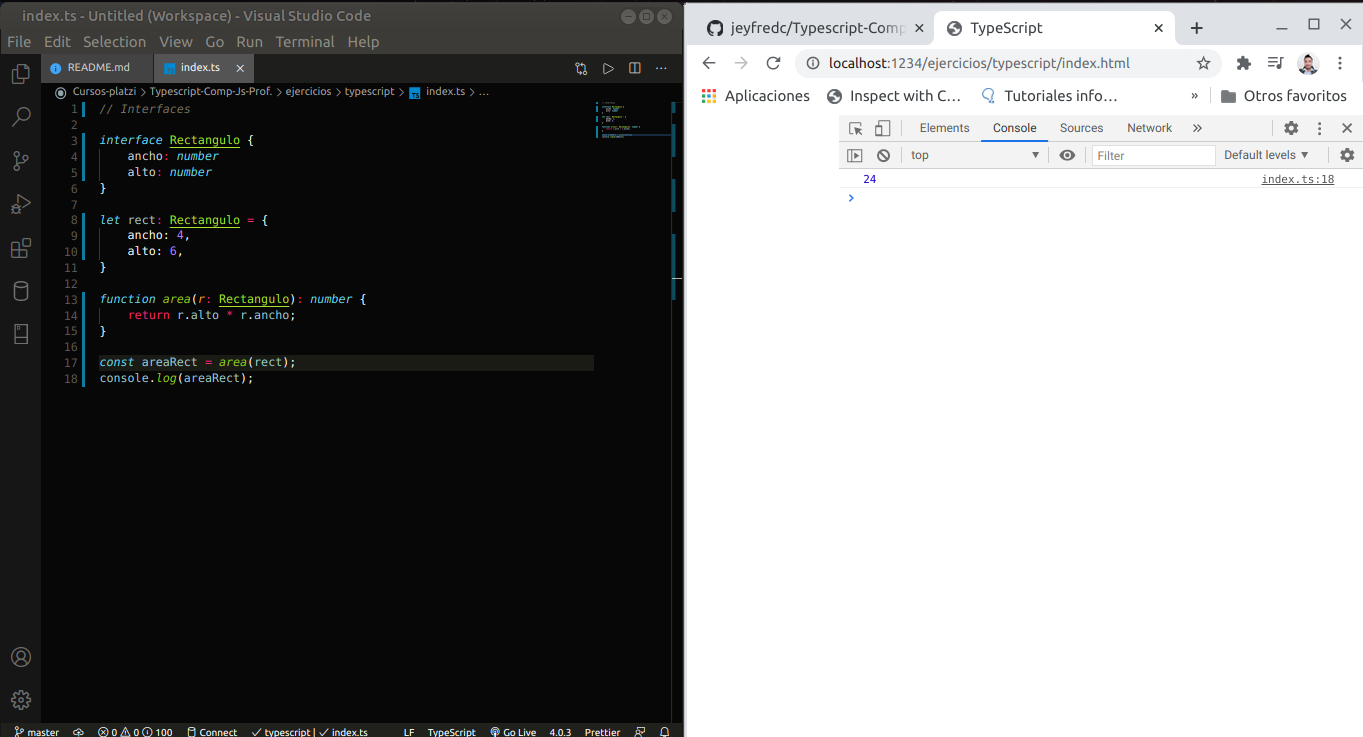 index.ts - Untitled (Workspace) - Visual Studio Code
File Edit Selection View Go Run Terminal Help
README.md index.ts
Cursos-platzi > Typescript-Comp-Js-Prof. > ejercicios > typescript > index.ts > ...
1 // Interfaces
2
3 interface Rectangulo {
4 ancho: number
5 alto: number
6 }
7
8 let rect: Rectangulo = {
9 ancho: 4,
10 alto: 6,
11 }
12
13 function area(r: Rectangulo): number {
14 return r.alto * r.ancho;
15 }
16
17 const areaRect = area(rect);
18 console.log(areaRect);
master 0 0 100 Connect typescript | index.ts LF TypeScript Go Live 4.0.3 Prettier
jeyfredc/Typescript-Comp TypeScript
localhost:1234/ejercicios/typescript/index.html
Aplicaciones Inspect with C... Tutoriales info... » Otros favoritos
Elements Console Sources Network »
top Filter Default levels
24 index.ts:18